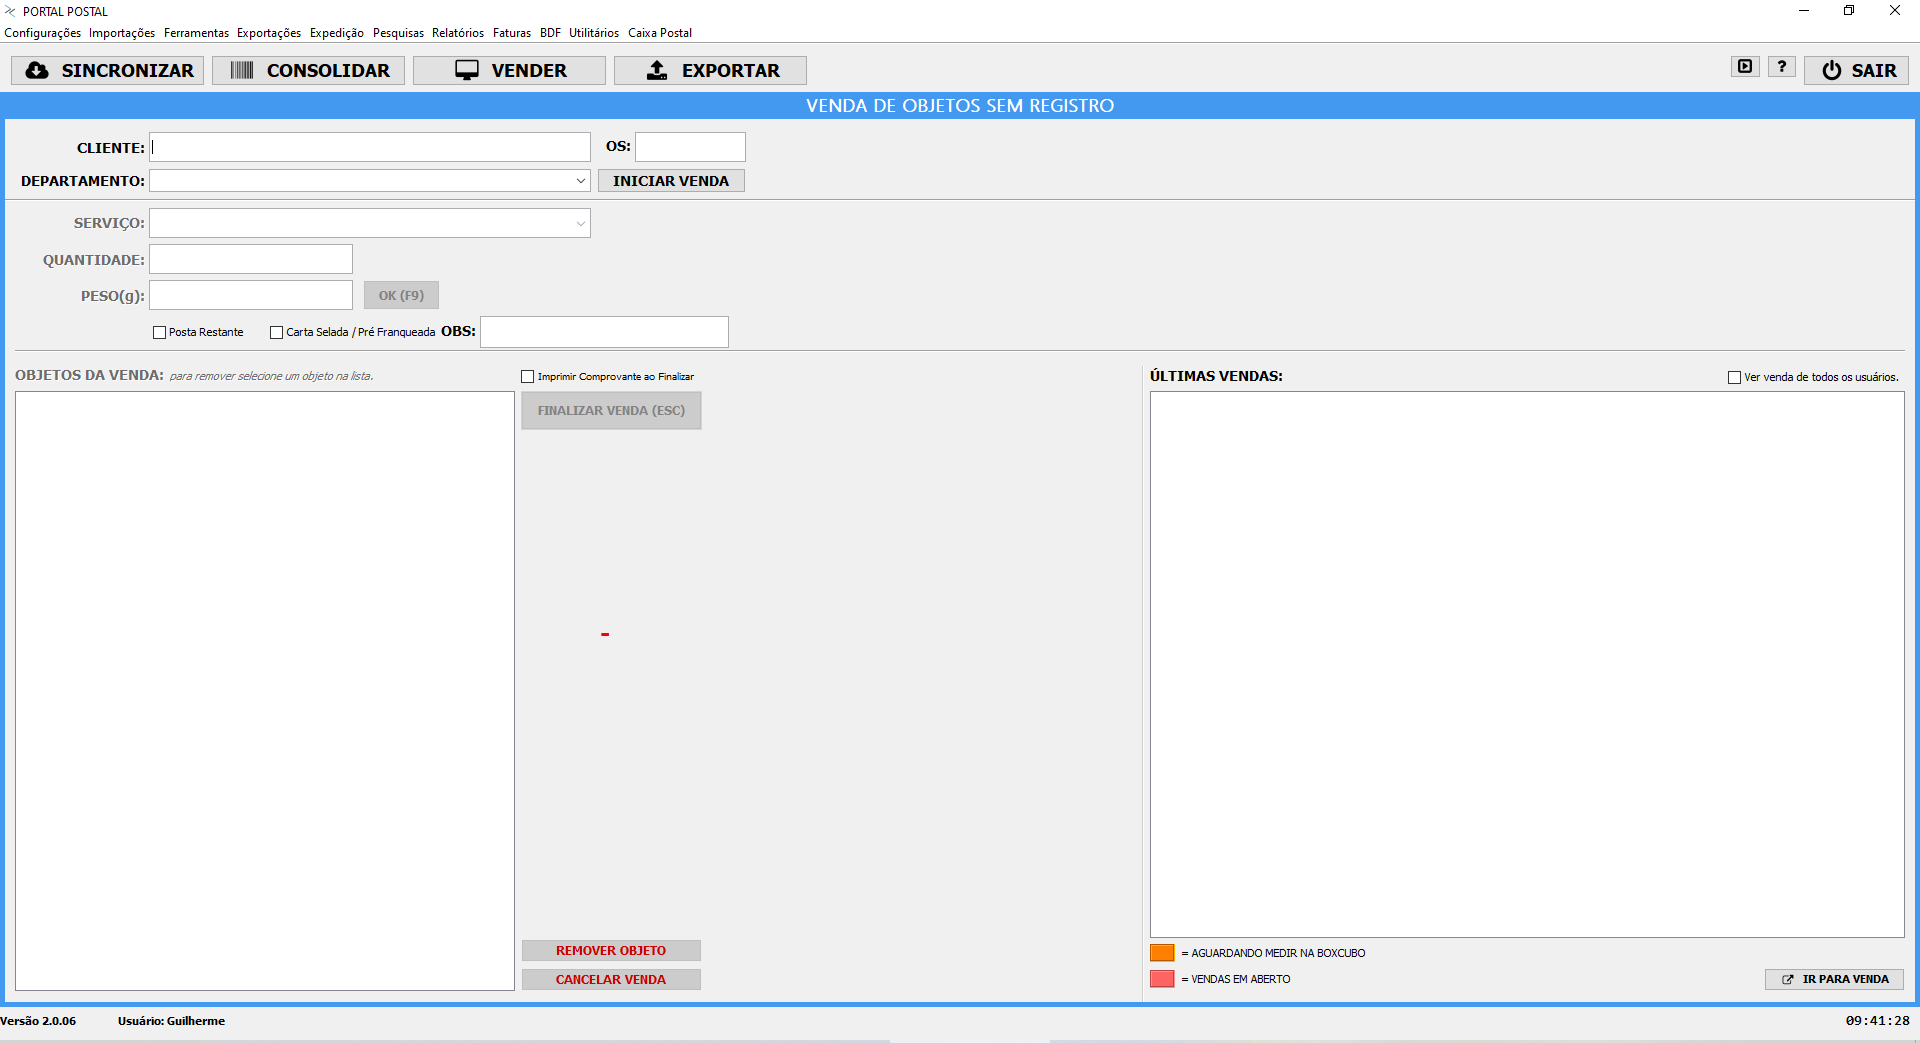 PORTAL POSTAL
Configurações Importações Ferramentas Exportações Expedição Pesquisas Relatórios Faturas BDF Utilitários Caixa Postal
SINCRONIZAR CONSOLIDAR VENDER EXPORTAR ? SAIR
VENDA DE OBJETOS SEM REGISTRO
CLIENTE: OS:
DEPARTAMENTO: INICIAR VENDA
SERVIÇO:
QUANTIDADE:
PESO(g): OK (F9)
Posta Restante Carta Selada / Pré Franqueada OBS:
OBJETOS DA VENDA: para remover selecione um objeto na lista. Imprimir Comprovante ao Finalizar ÚLTIMAS VENDAS: Ver venda de todos os usuários.
FINALIZAR VENDA (ESC)
-
REMOVER OBJETO
= AGUARDANDO MEDIR NA BOXCUBO
CANCELAR VENDA
= VENDAS EM ABERTO
IR PARA VENDA
Versão 2.0.06 Usuário: Guilherme 09:41:28